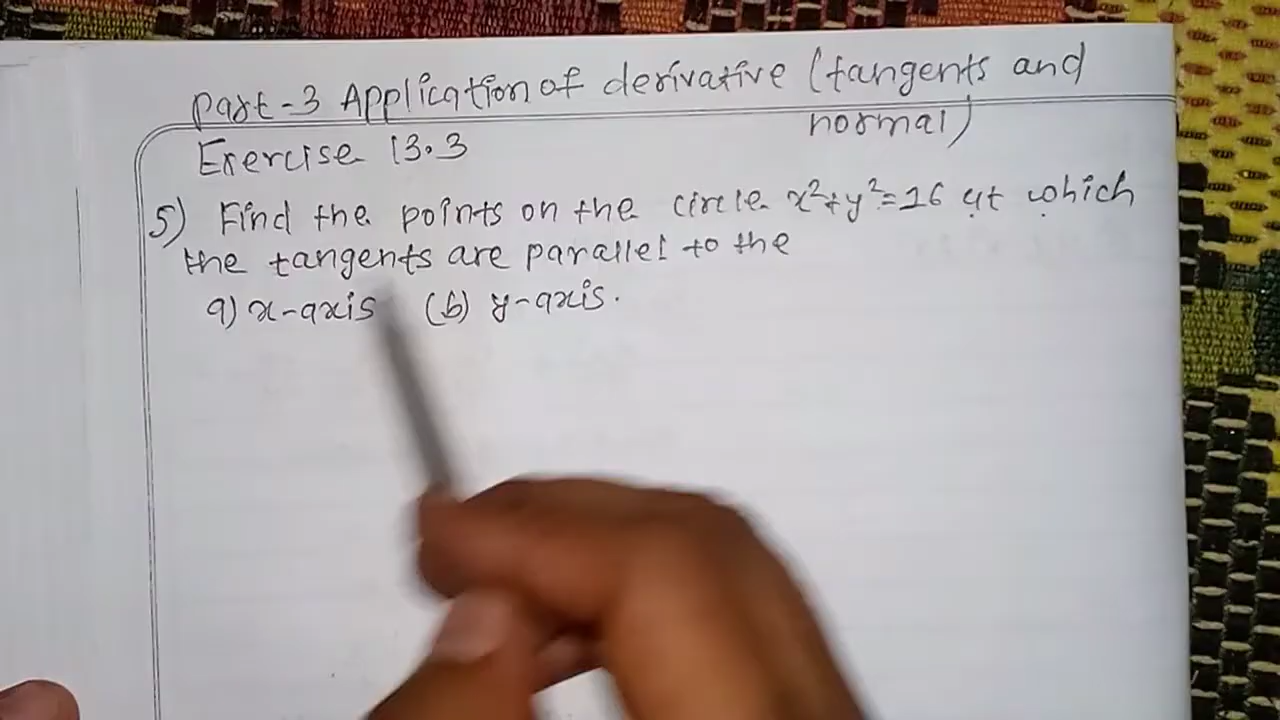 Part-3 Application of derivative (tangents and
normal)
Exercise 13.3
5) Find the points on the circle x²+y²=16 at which
the tangents are parallel to the
a) x-axis (b) y-axis.